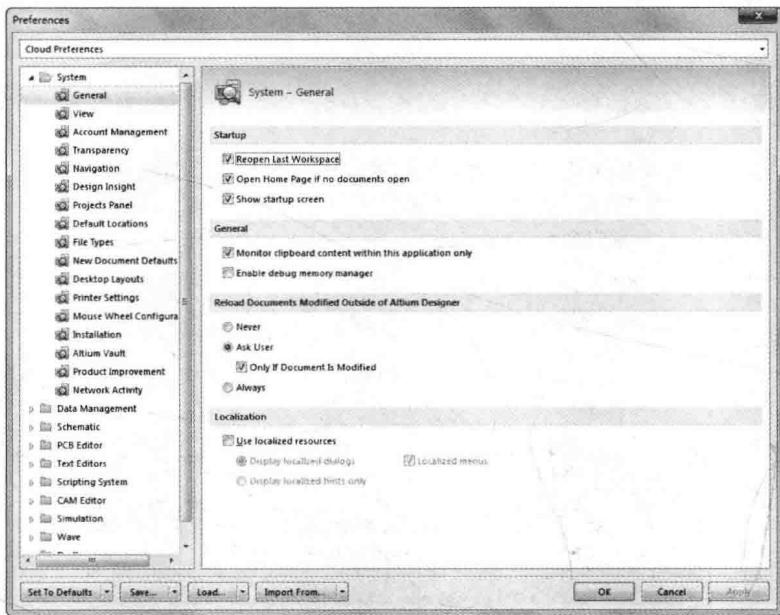 Preferences
Cloud Preferences
System
General
View
Account Management
Transparency
Navigation
Design Insight
Projects Panel
Default Locations
File Types
New Document Defaults
Desktop Layouts
Printer Settings
Mouse Wheel Configura
Installation
Altium Vault
Product Improvement
Network Activity
Data Management
Schematic
PCB Editor
Text Editors
Scripting System
CAM Editor
Simulation
Wave
System – General
Startup
Reopen Last Workspace
Open Home Page if no documents open
Show startup screen
General
Monitor clipboard content within this application only
Enable debug memory manager
Reload Documents Modified Outside of Altium Designer
Never
Ask User
Only If Document Is Modified
Always
Localization
Use localized resources
Display localized dialogs
Localized menus
Display localized hints only
Set To Defaults
Save...
Load...
Import From...
OK
Cancel
Apply